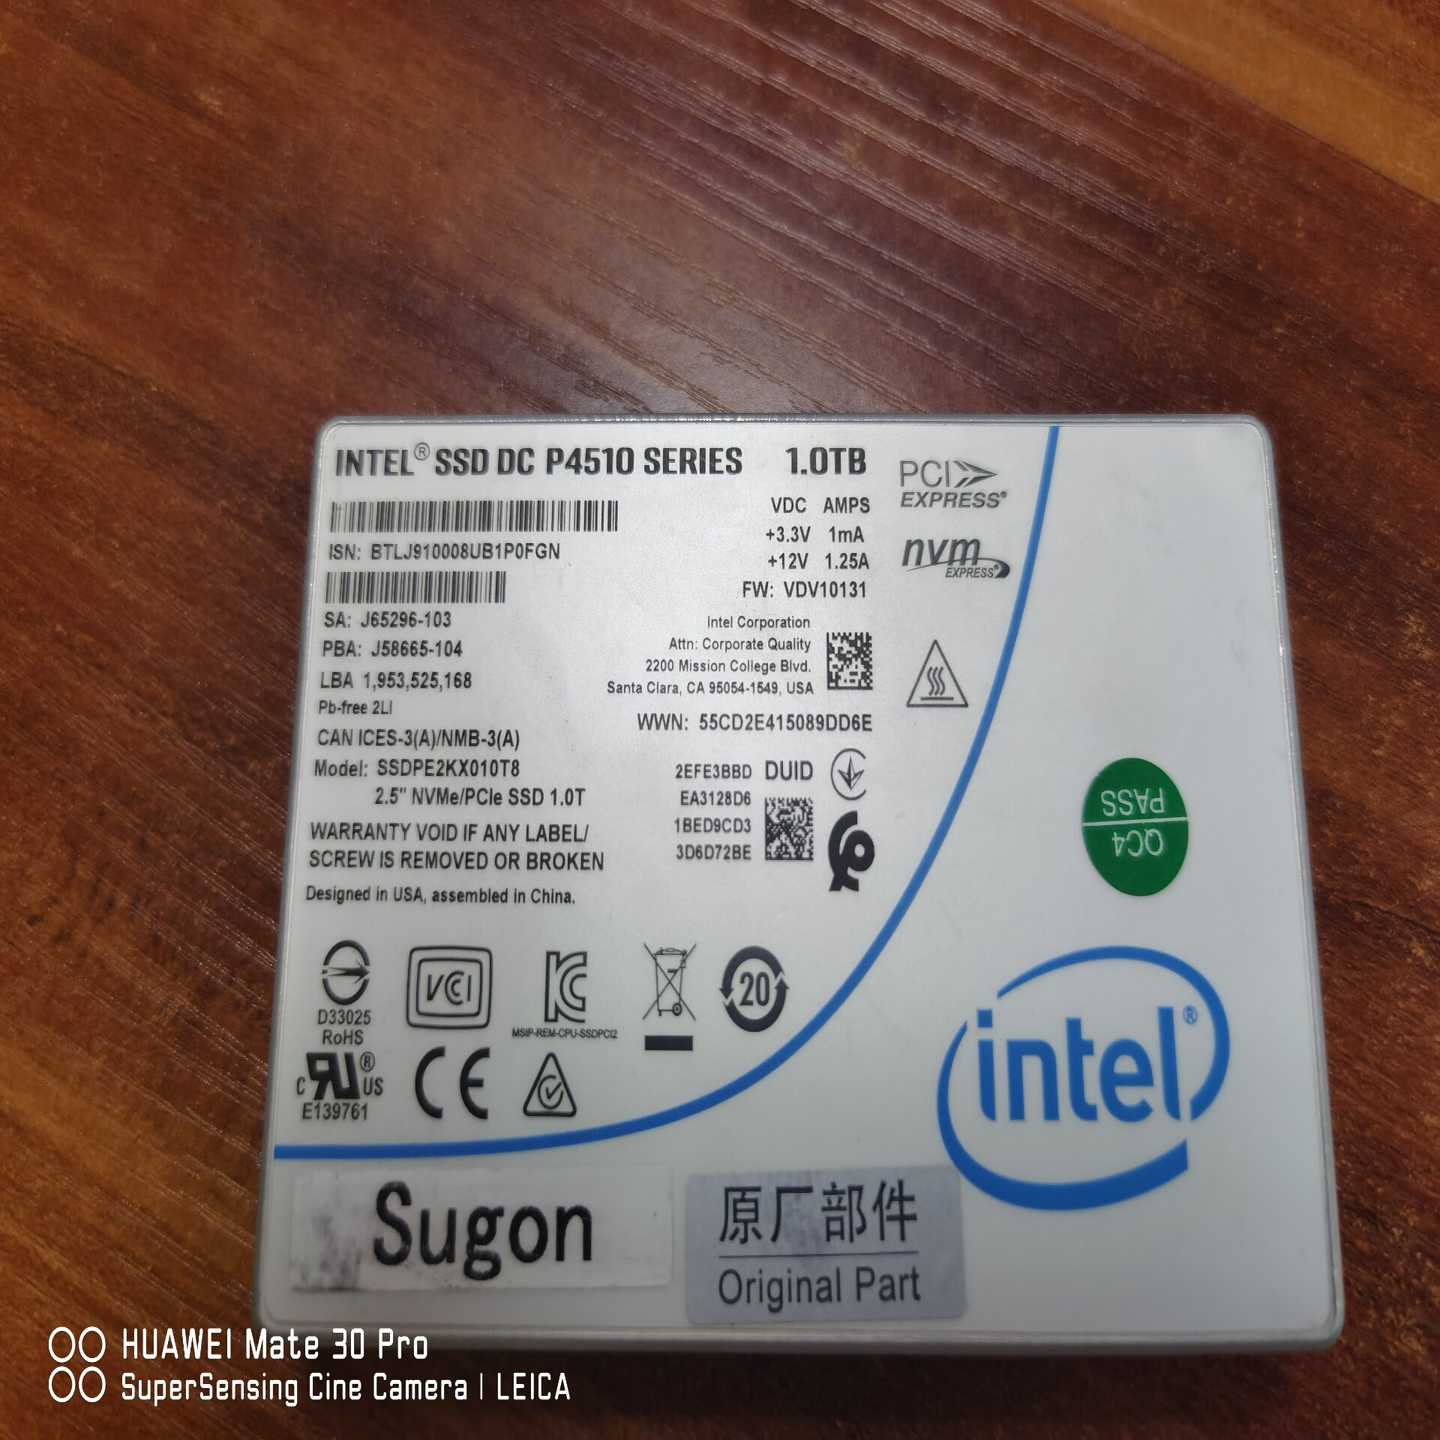 INTEL® SSD DC P4510 SERIES 1.0TB
PCI EXPRESS®
nvm EXPRESS®
VDC AMPS
+3.3V 1mA
+12V 1.25A
FW: VDV10131
ISN: BTLJ910008UB1P0FGN
SA: J65296-103
PBA: J58665-104
LBA 1,953,525,168
Pb-free 2LI
CAN ICES-3(A)/NMB-3(A)
Model: SSDPE2KX010T8
2.5" NVMe/PCIe SSD 1.0T
WARRANTY VOID IF ANY LABEL/
SCREW IS REMOVED OR BROKEN
Designed in USA, assembled in China.
Intel Corporation
Attn: Corporate Quality
2200 Mission College Blvd.
Santa Clara, CA 95054-1549, USA
WWN: 55CD2E415089DD6E
2EFE3BBD DUID
EA3128D6
1BED9CD3
3D6D72BE
QC4
PASS
D33025
RoHS
VCCI
MSIP-REM-CPU-SSDPCI2
20
c RU® US
E139761
CE
intel®
Sugon
原厂部件
Original Part
HUAWEI Mate 30 Pro
SuperSensing Cine Camera | LEICA